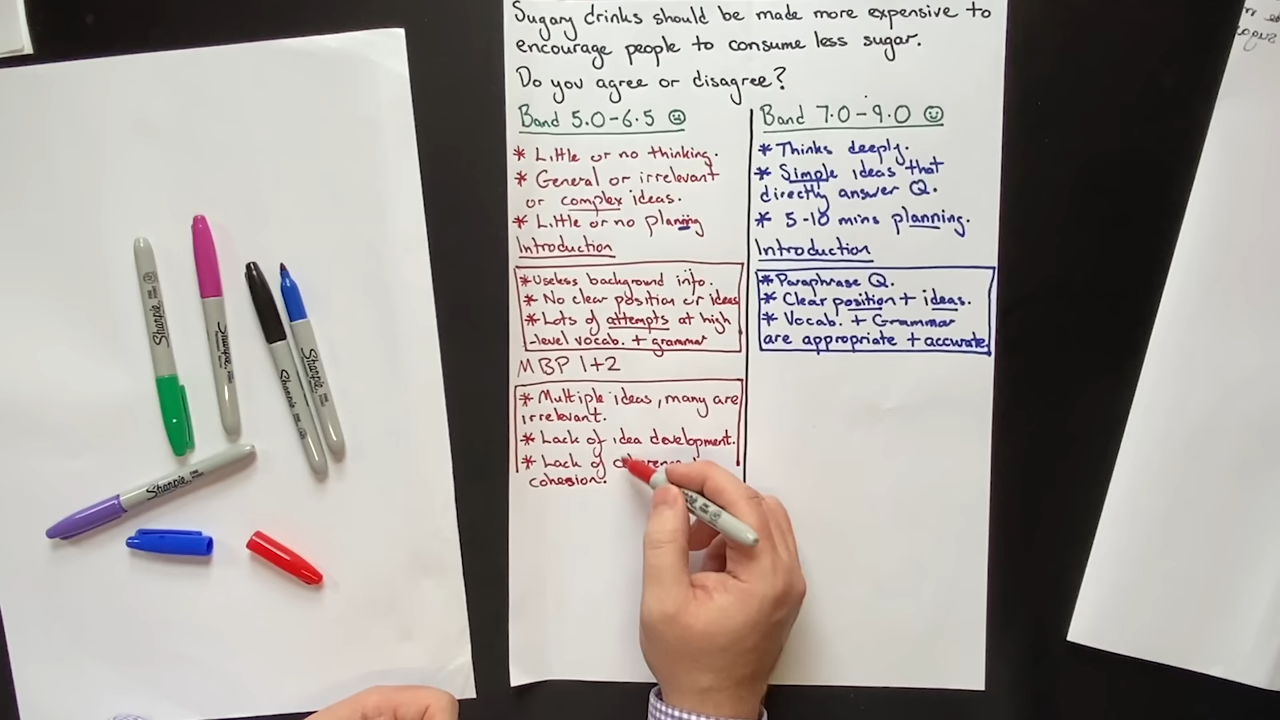 Sugary drinks should be made more expensive to
encourage people to consume less sugar.
Do you agree or disagree?
Band 5.0-6.5 ☹
* Little or no thinking.
* General or irrelevant
or complex ideas.
* Little or no planing
Introduction
* Useless background info.
* No clear position or ideas
* Lots of attempts at high
-level vocab. + grammar
MBP 1+2
* Multiple ideas, many are
irrelevant.
* Lack of idea development.
* Lack of
cohesion.
Band 7.0-9.0 ☺
* Thinks deeply.
* Simple ideas that
directly answer Q.
* 5-10 mins planning.
Introduction
* Paraphrase Q.
* Clear position + ideas.
* Vocab. + Grammar
are appropriate + accurate
Sharpie
Sharpie
Sharpie
Sharpie
Sharpie